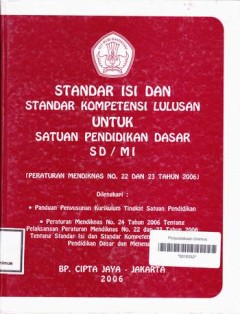 STANDAR ISI DAN
STANDAR KOMPETENSI LULUSAN
UNTUK
SATUAN PENDIDIKAN DASAR
SD / MI
(PERATURAN MENDIKNAS NO. 22 DAN 23 TAHUN 2006)
Dilengkapi :
• Panduan Penyusunan Kurikulum Tingkat Satuan Pendidikan
• Peraturan Mendiknas No. 24 Tahun 2006 Tentang
Pelaksanaan Peraturan Mendiknas No. 22 dan 23 Tahun 2006
Tentang Standar Isi dan Standar Kompetensi
Pendidikan Dasar dan
BP. CIPTA JAYA - JAKARTA
2006